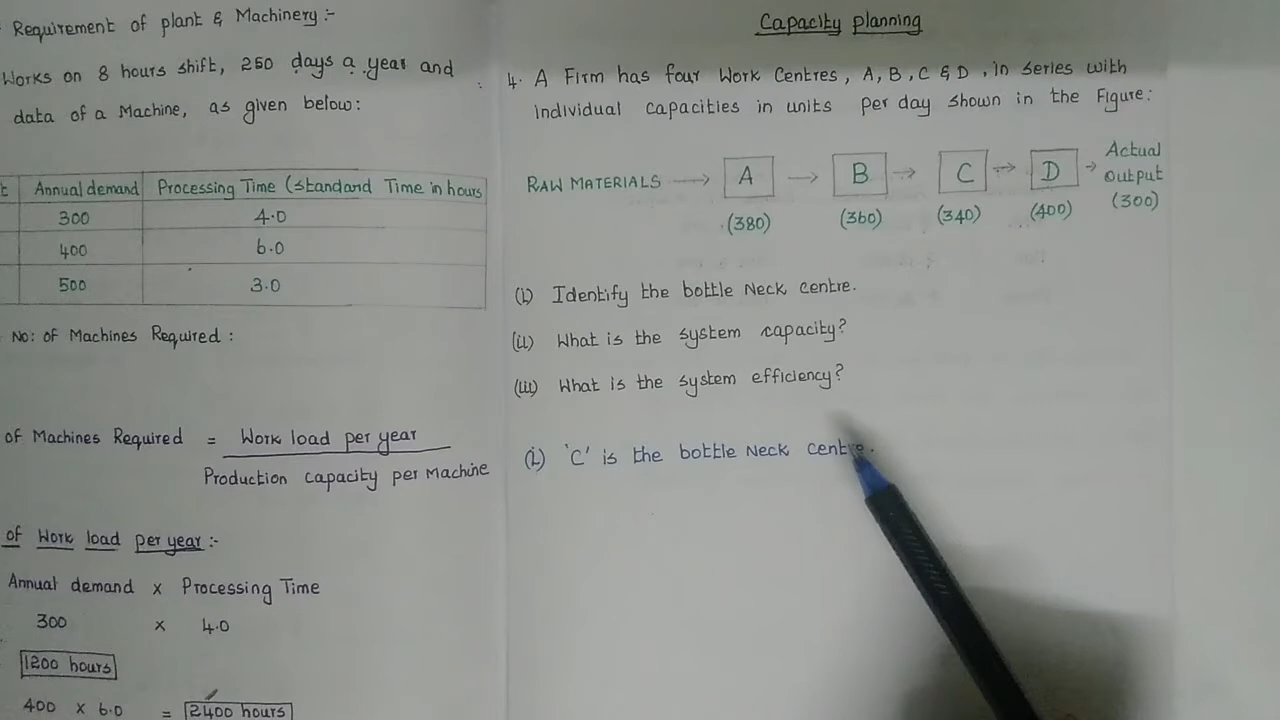 Requirement of plant & Machinery :-
Works on 8 hours shift, 250 days a year and
data of a Machine, as given below:
t Annual demand Processing Time (standard Time in hours
300 4.0
400 6.0
500 3.0
No: of Machines Required :
of Machines Required = Work load per year
Production capacity per Machine
of Work load per year :-
Annual demand x Processing Time
300 x 4.0
1200 hours
400 x 6.0 = 2400 hours
Capacity planning
4. A Firm has four Work Centres, A, B, C & D, in series with
individual capacities in units per day shown in the Figure:
RAW MATERIALS → A → B → C → D → Actual output (300)
(380) (360) (340) (400)
(i) Identify the bottle Neck centre.
(ii) What is the system capacity?
(iii) What is the system efficiency?
(i) 'C' is the bottle Neck centre.